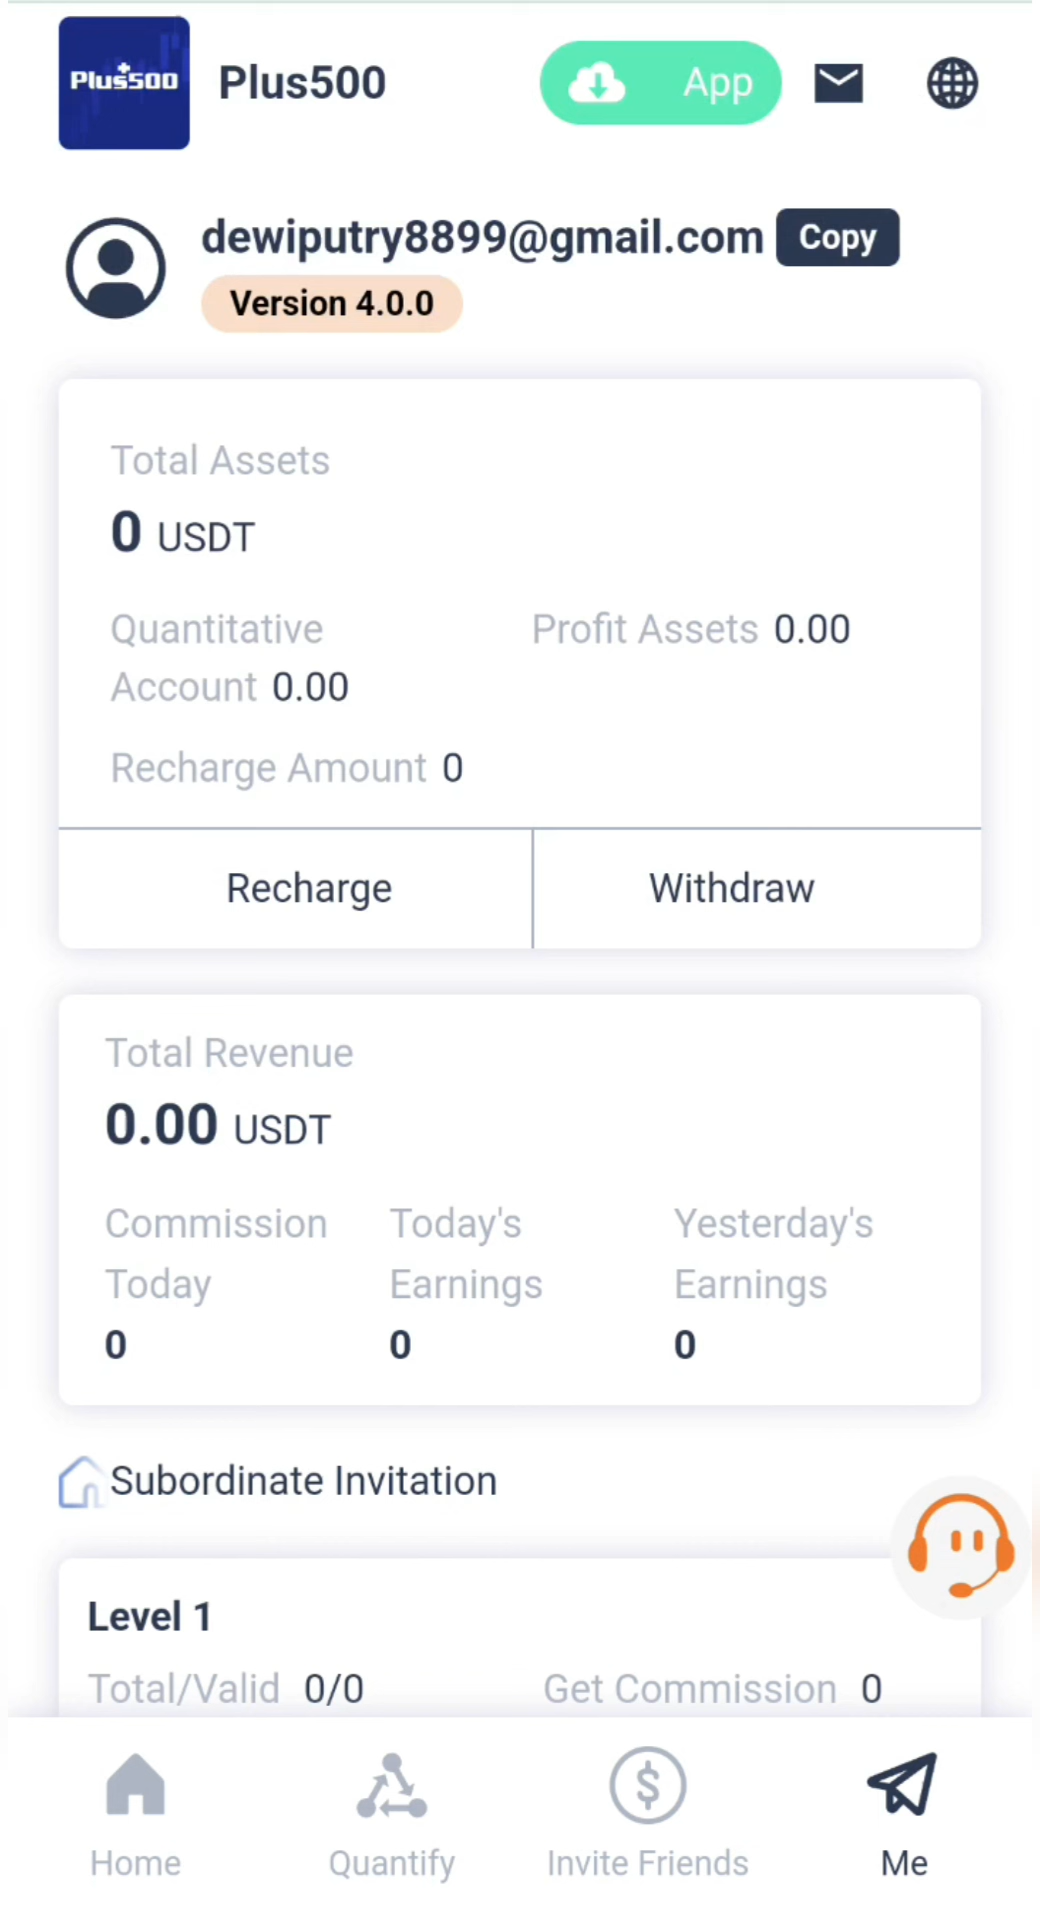 Plus500
Plus500
App
dewiputry8899@gmail.com
Copy
Version 4.0.0
Total Assets
0 USDT
Quantitative
Account 0.00
Profit Assets 0.00
Recharge Amount 0
Recharge
Withdraw
Total Revenue
0.00 USDT
Commission
Today
0
Today's
Earnings
0
Yesterday's
Earnings
0
Subordinate Invitation
Level 1
Total/Valid 0/0
Get Commission 0
Home
Quantify
Invite Friends
Me